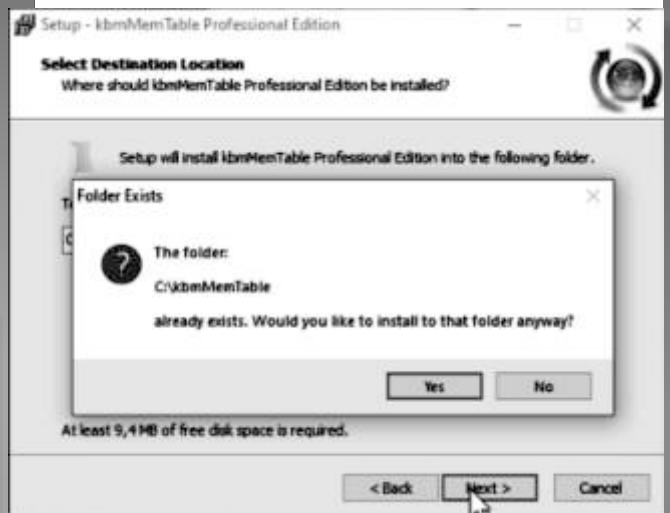 Setup - kbmMemTable Professional Edition
Select Destination Location
Where should kbmMemTable Professional Edition be installed?
Setup will install kbmMemTable Professional Edition into the following folder.
Folder Exists
The folder:
C:\kbmMemTable
already exists. Would you like to install to that folder anyway?
Yes No
At least 9,4 MB of free disk space is required.
< Back Next > Cancel